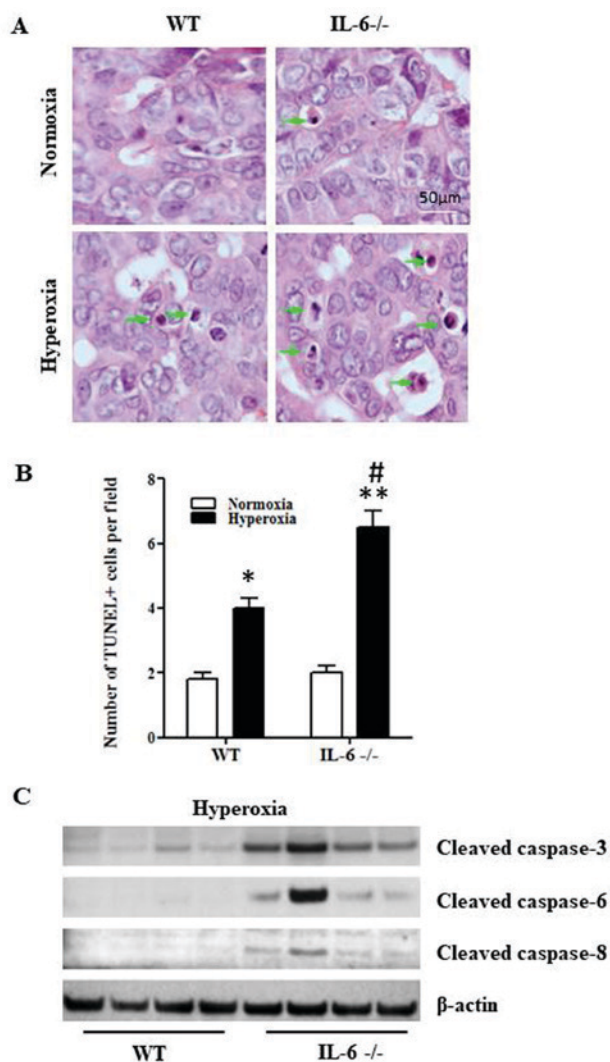 A
WT
IL-6-/-
Normoxia
50µm
Hyperoxia
B
Number of TUNEL+ cells per field
8
6
4
2
0
Normoxia
Hyperoxia
*
#
**
WT
IL-6 -/-
C
Hyperoxia
Cleaved caspase-3
Cleaved caspase-6
Cleaved caspase-8
β-actin
WT
IL-6 -/-